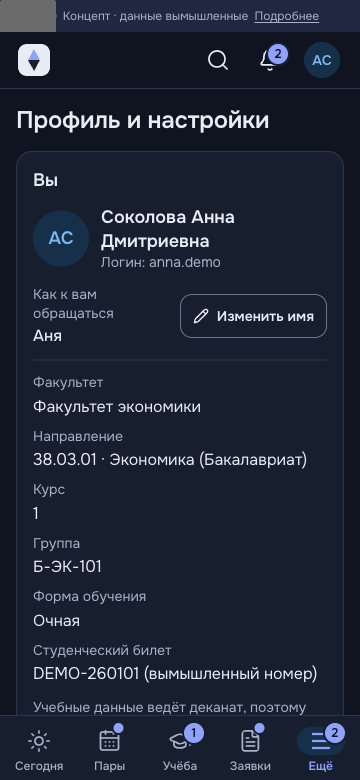 Концепт · данные вымышленные Подробнее
2
АС
Профиль и настройки
Вы
АС
Соколова Анна
Дмитриевна
Логин: anna.demo
Как к вам
обращаться
Аня
Изменить имя
Факультет
Факультет экономики
Направление
38.03.01 · Экономика (Бакалавриат)
Курс
1
Группа
Б-ЭК-101
Форма обучения
Очная
Студенческий билет
DEMO-260101 (вымышленный номер)
Учебные данные ведёт деканат, поэтому
1
2
Сегодня Пары Учёба Заявки Ещё